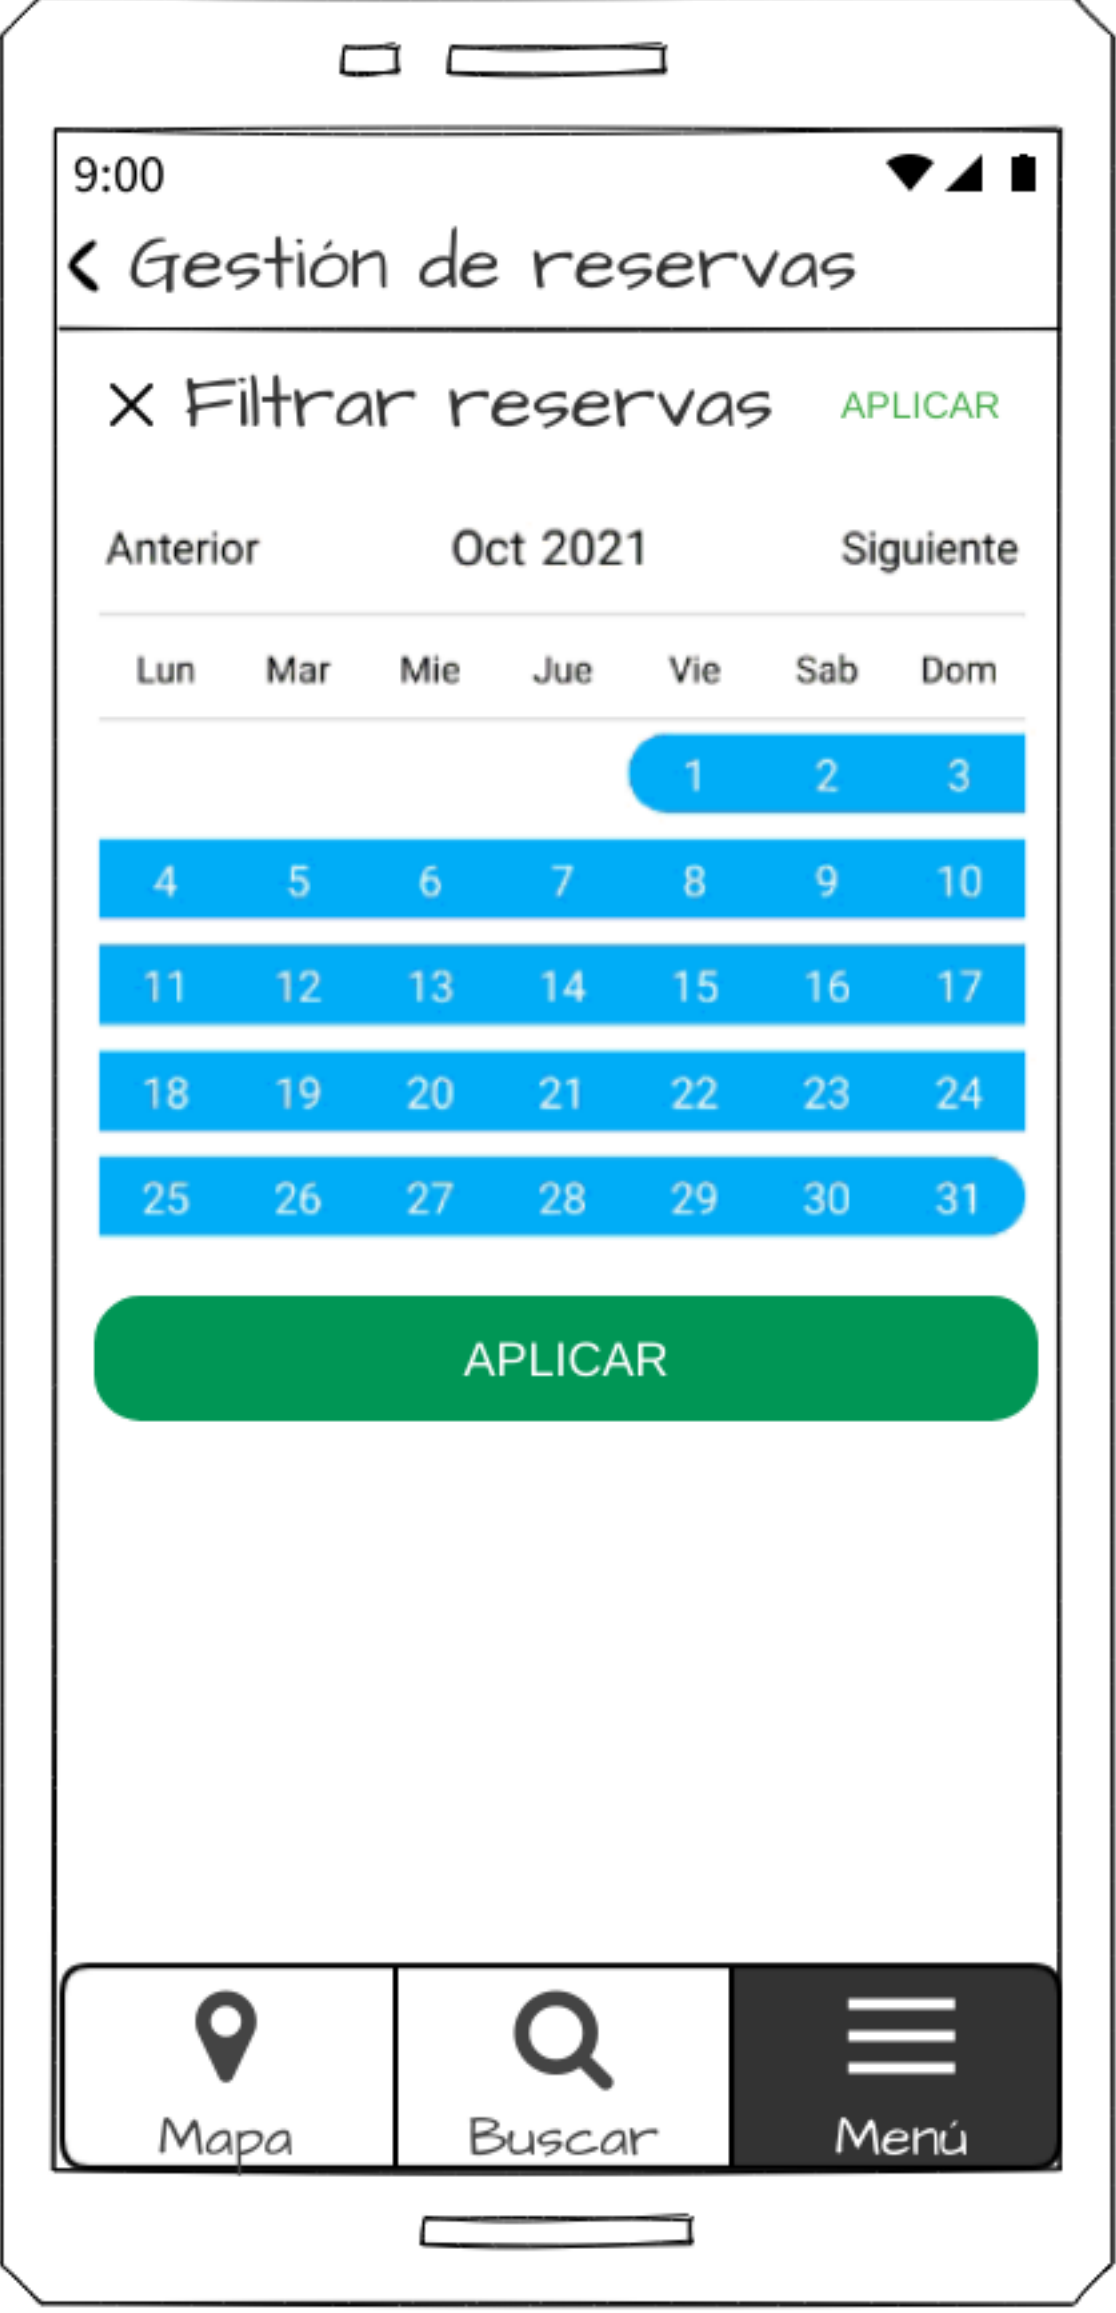 9:00
Gestión de reservas
Filtrar reservas APLICAR
Anterior Oct 2021 Siguiente
Lun Mar Mie Jue Vie Sab Dom
1 2 3
4 5 6 7 8 9 10
11 12 13 14 15 16 17
18 19 20 21 22 23 24
25 26 27 28 29 30 31
APLICAR
Mapa Buscar Menú